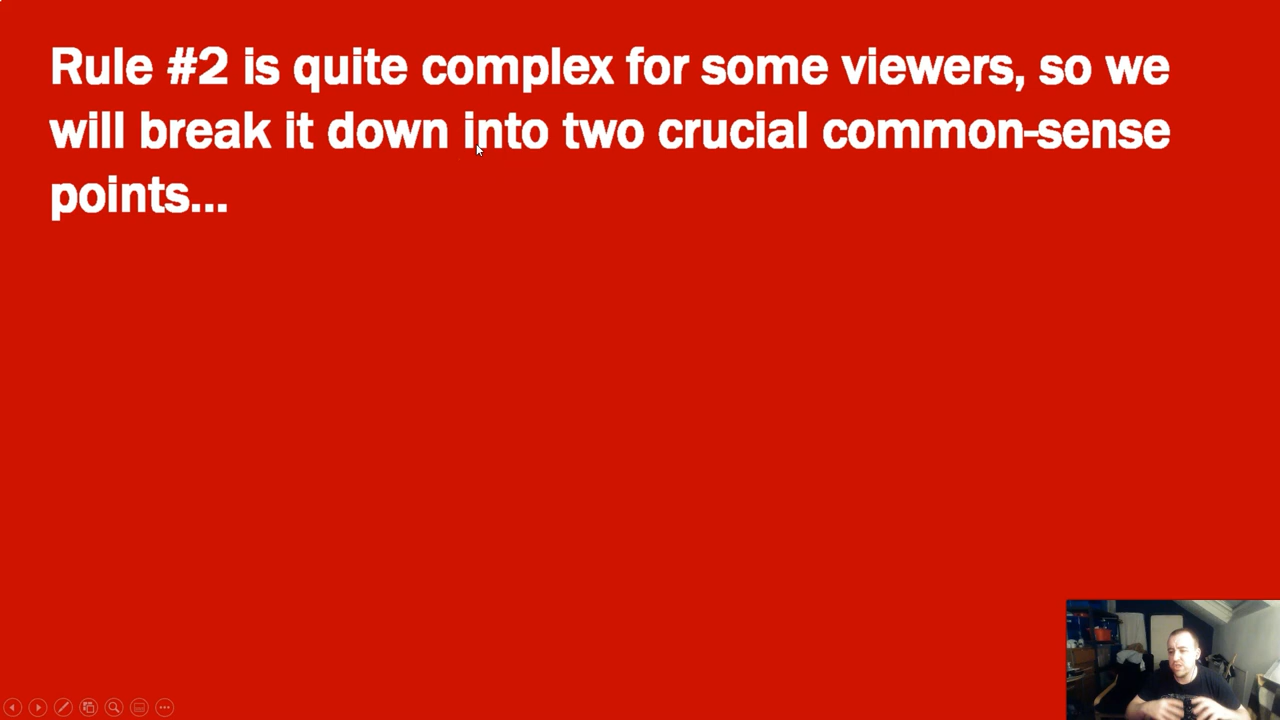 Rule #2 is quite complex for some viewers, so we
will break it down into two crucial common-sense
points...